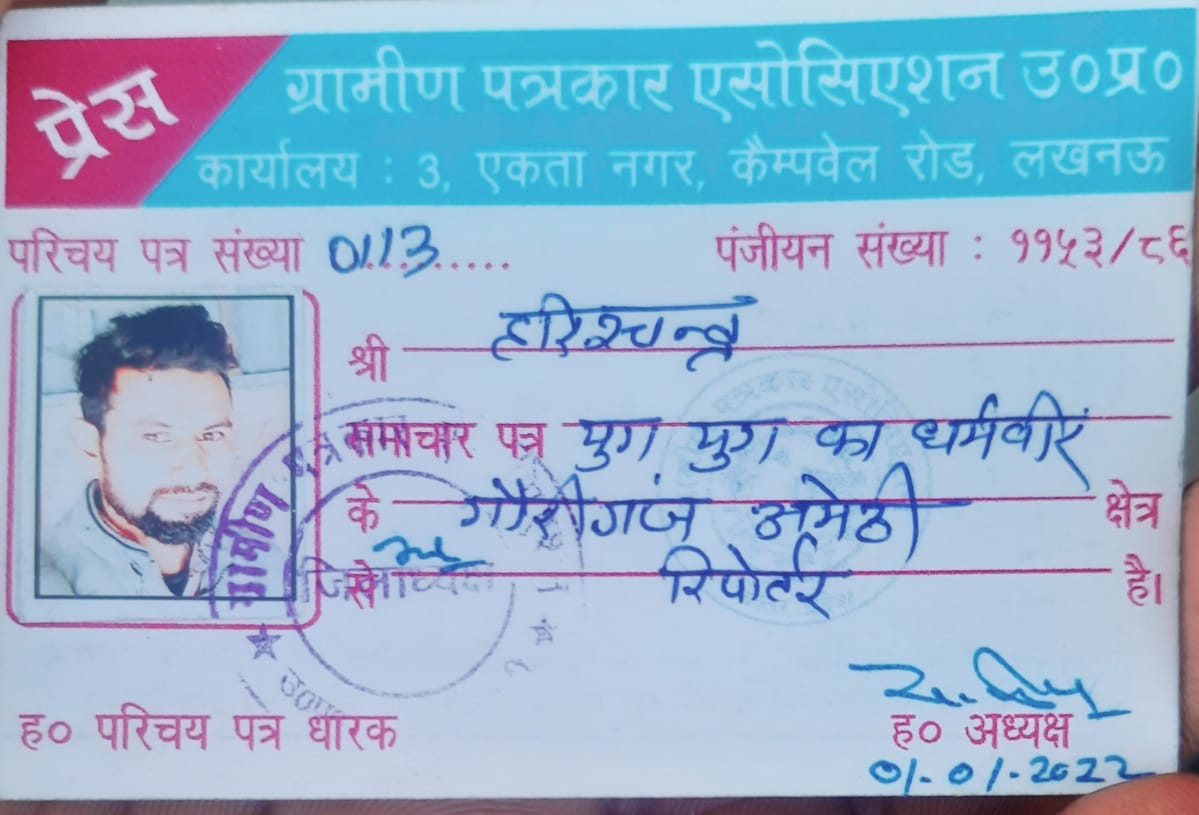 प्रेस
ग्रामीण पत्रकार एसोसिएशन उ०प्र०
कार्यालय : 3, एकता नगर, कैम्पवेल रोड, लखनऊ
परिचय पत्र संख्या 0113
पंजीयन संख्या : ११५३/८६
श्री हरिश्चन्द्र
समाचार पत्र युग युग का धर्मवीर
के गौरीगंज अमेठी क्षेत्र
से रिपोर्टर है।
ग्रामीण
जिलाध्यक्ष
ह० परिचय पत्र धारक
ह० अध्यक्ष
01-01-2022